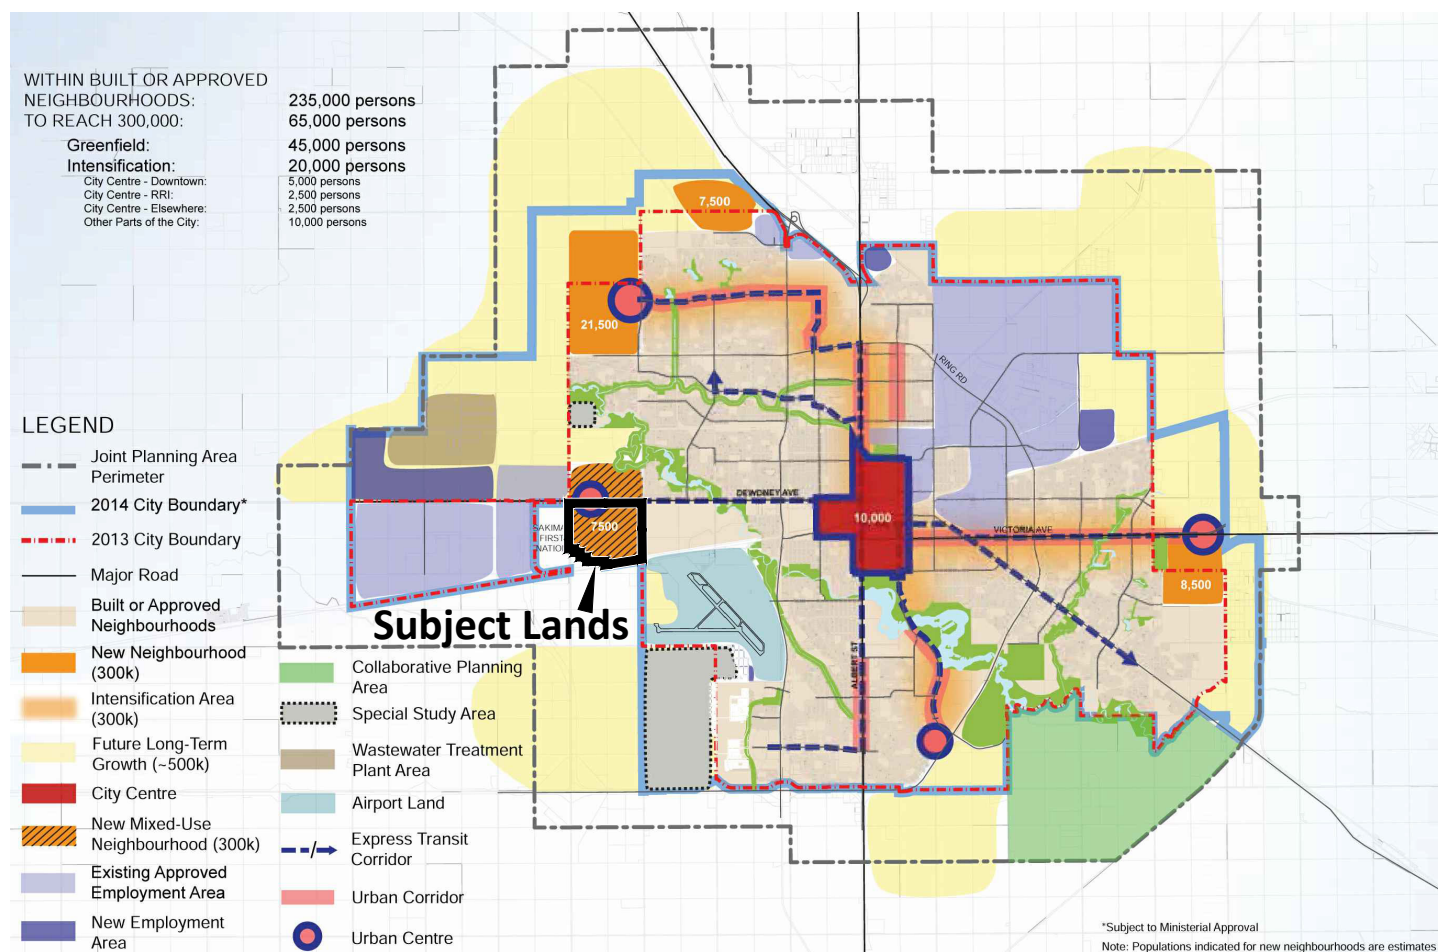 WITHIN BUILT OR APPROVED
NEIGHBOURHOODS: 235,000 persons
TO REACH 300,000: 65,000 persons
Greenfield: 45,000 persons
Intensification: 20,000 persons
City Centre - Downtown: 5,000 persons
City Centre - RRI: 2,500 persons
City Centre - Elsewhere: 2,500 persons
Other Parts of the City: 10,000 persons
7,500
21,500
RING RD
DEWDNEY AVE
10,000
VICTORIA AVE
7500
SAKIMA
FIRST
NATION
8,500
Subject Lands
ALBERT ST
LEGEND
Joint Planning Area
Perimeter
2014 City Boundary*
2013 City Boundary
Major Road
Built or Approved
Neighbourhoods
New Neighbourhood
(300k)
Intensification Area
(300k)
Future Long-Term
Growth (~500k)
City Centre
New Mixed-Use
Neighbourhood (300k)
Existing Approved
Employment Area
New Employment
Area
Collaborative Planning
Area
Special Study Area
Wastewater Treatment
Plant Area
Airport Land
Express Transit
Corridor
Urban Corridor
Urban Centre
*Subject to Ministerial Approval
Note: Populations indicated for new neighbourhoods are estimates